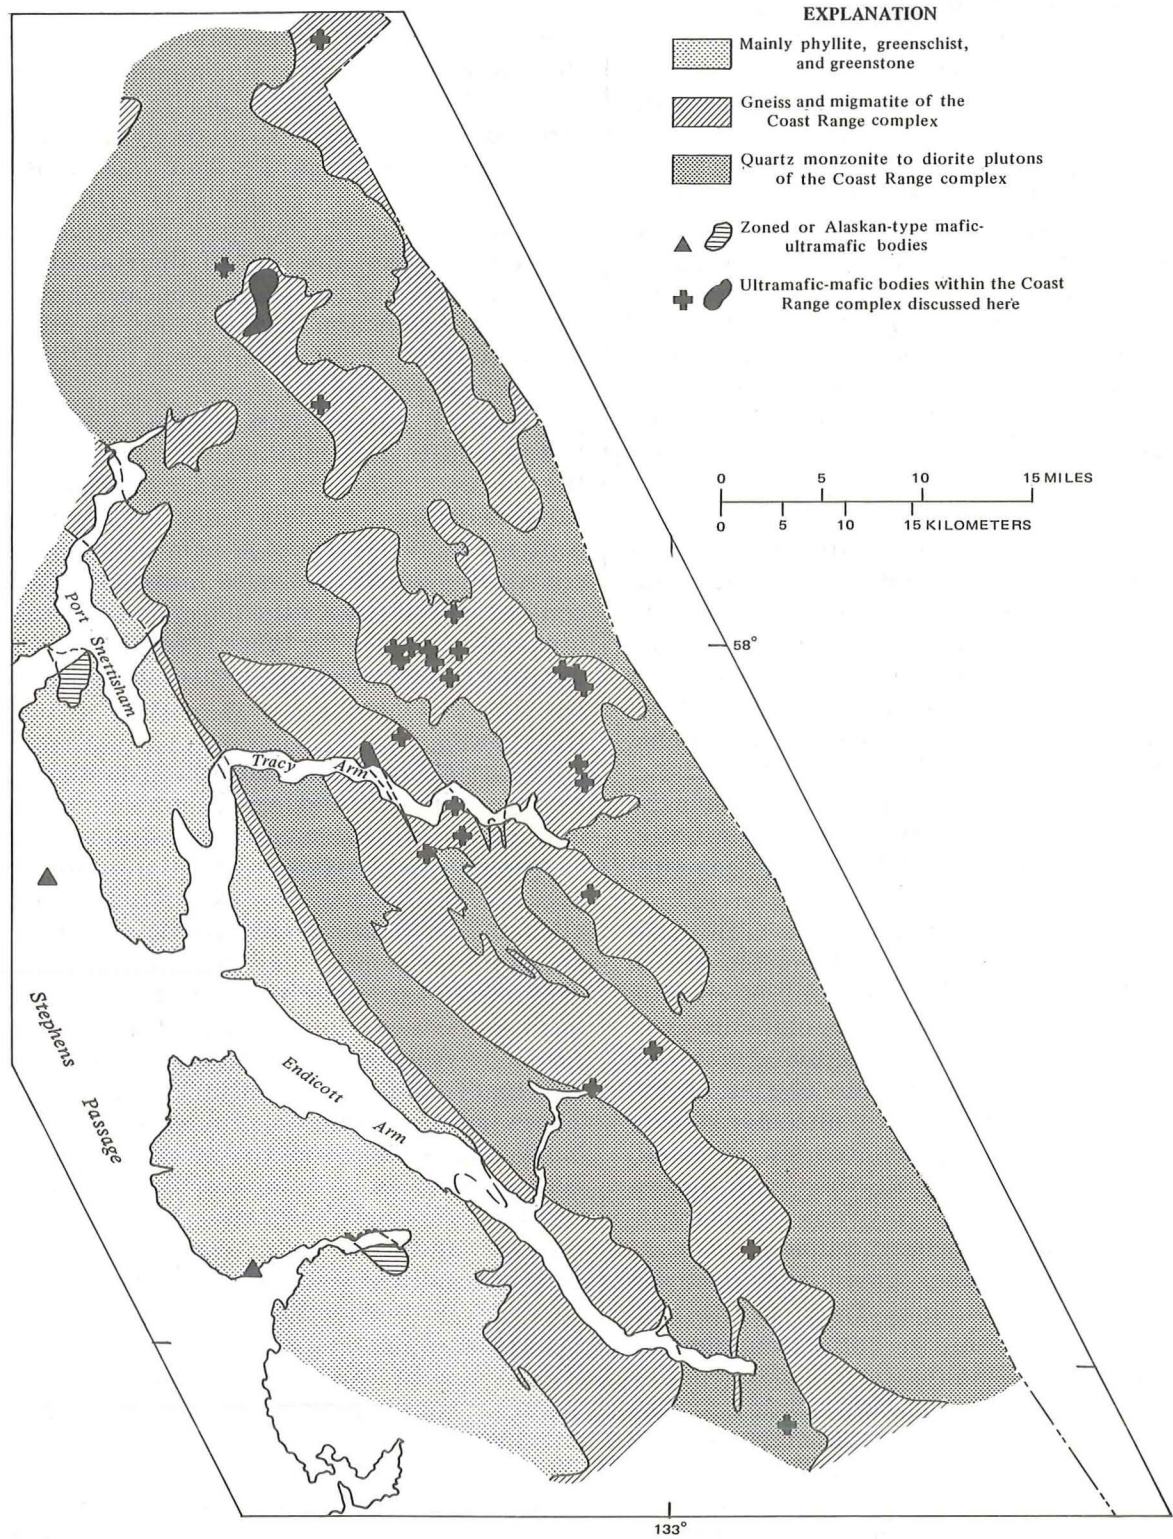 EXPLANATION
Mainly phyllite, greenschist,
and greenstone
Gneiss and migmatite of the
Coast Range complex
Quartz monzonite to diorite plutons
of the Coast Range complex
Zoned or Alaskan-type mafic-
ultramafic bodies
Ultramafic-mafic bodies within the Coast
Range complex discussed here
0 5 10 15 MILES
0 5 10 15 KILOMETERS
58°
Port
Snettisham
Tracy Arm
Stephens
Passage
Endicott
Arm
133°